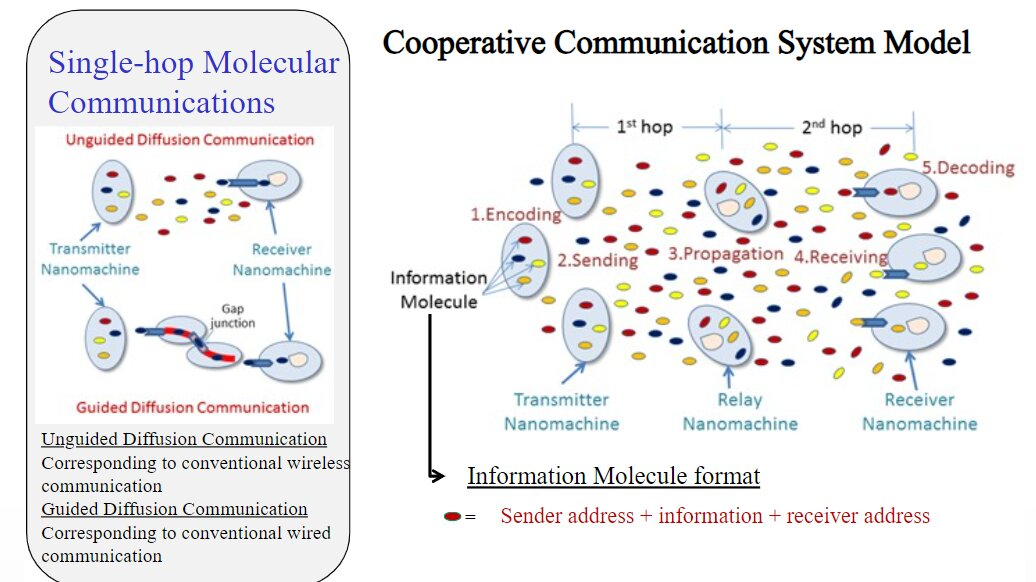 Single-hop Molecular
Communications
Unguided Diffusion Communication
Transmitter
Nanomachine
Receiver
Nanomachine
Gap
junction
Guided Diffusion Communication
Unguided Diffusion Communication
Corresponding to conventional wireless
communication
Guided Diffusion Communication
Corresponding to conventional wired
communication
Cooperative Communication System Model
1st hop
2nd hop
5.Decoding
1.Encoding
2.Sending
3.Propagation
4.Receiving
Information
Molecule
Transmitter
Nanomachine
Relay
Nanomachine
Receiver
Nanomachine
Information Molecule format
= Sender address + information + receiver address